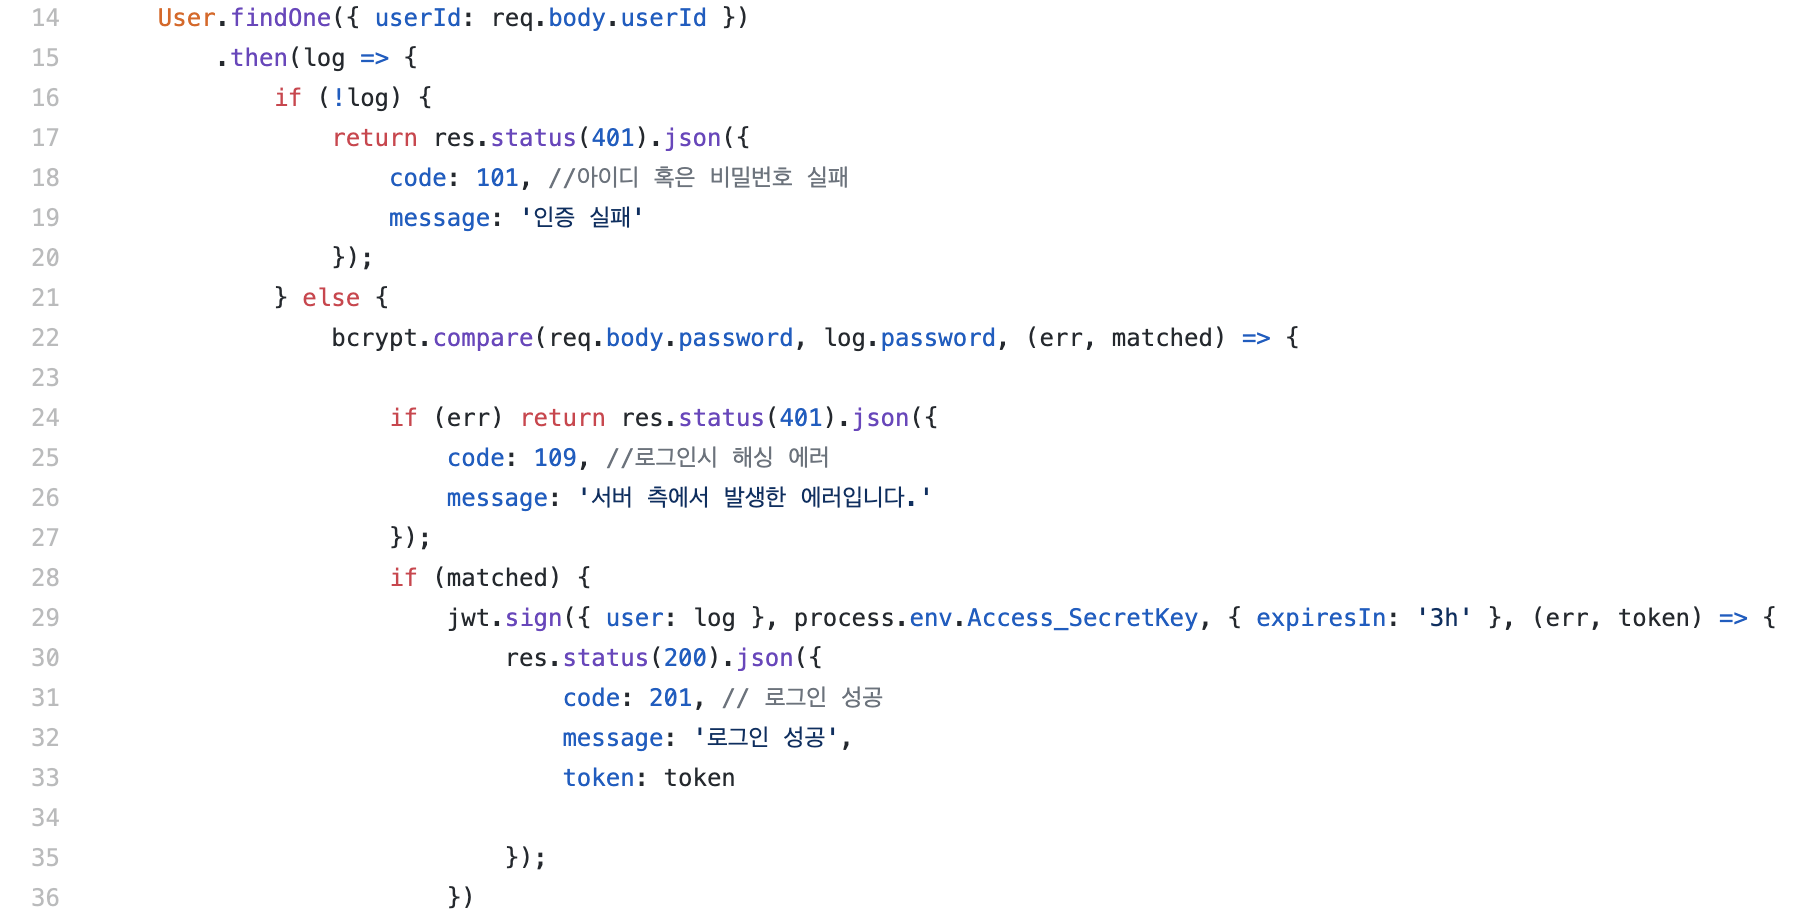 14 User.findOne({ userId: req.body.userId })
15 .then(log => {
16 if (!log) {
17 return res.status(401).json({
18 code: 101, //아이디 혹은 비밀번호 실패
19 message: '인증 실패'
20 });
21 } else {
22 bcrypt.compare(req.body.password, log.password, (err, matched) => {
23
24 if (err) return res.status(401).json({
25 code: 109, //로그인시 해싱 에러
26 message: '서버 측에서 발생한 에러입니다.'
27 });
28 if (matched) {
29 jwt.sign({ user: log }, process.env.Access_SecretKey, { expiresIn: '3h' }, (err, token) => {
30 res.status(200).json({
31 code: 201, // 로그인 성공
32 message: '로그인 성공',
33 token: token
34
35 });
36 })